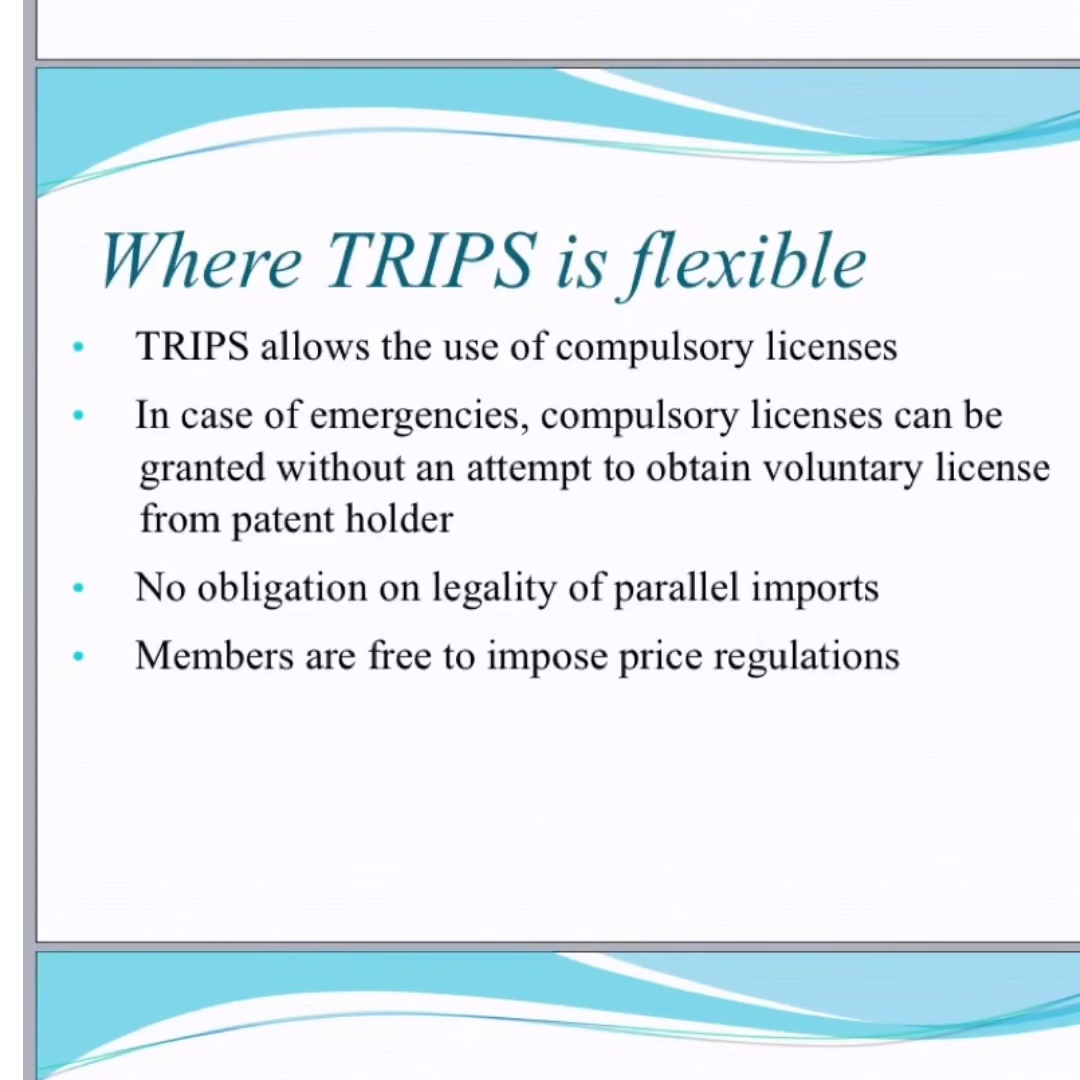 Where TRIPS is flexible
• TRIPS allows the use of compulsory licenses
• In case of emergencies, compulsory licenses can be
granted without an attempt to obtain voluntary license
from patent holder
• No obligation on legality of parallel imports
• Members are free to impose price regulations